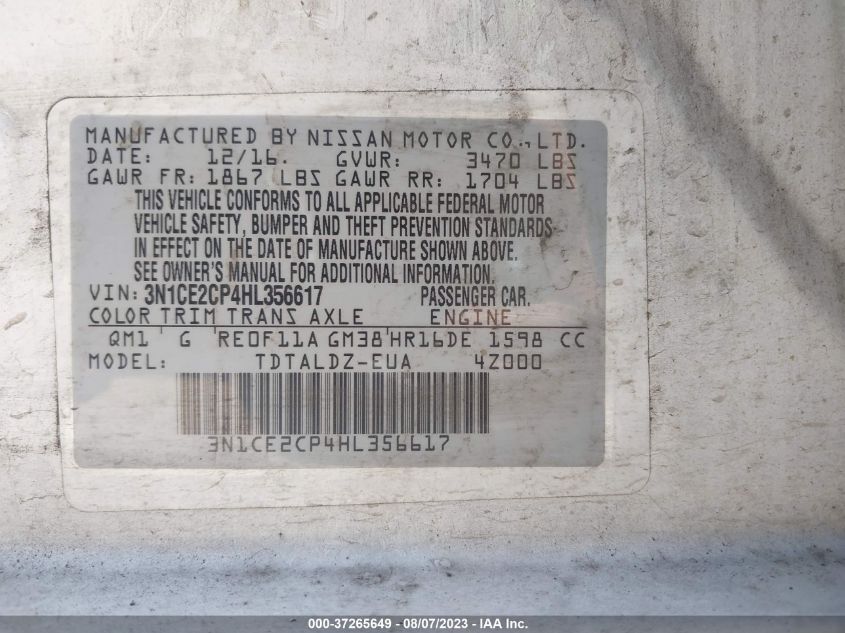 MANUFACTURED BY NISSAN MOTOR CO., LTD.
DATE: 12/16. GVWR: 3470 LBS
GAWR FR: 1867 LBS GAWR RR: 1704 LBS
THIS VEHICLE CONFORMS TO ALL APPLICABLE FEDERAL MOTOR
VEHICLE SAFETY, BUMPER AND THEFT PREVENTION STANDARDS
IN EFFECT ON THE DATE OF MANUFACTURE SHOWN ABOVE.
SEE OWNER'S MANUAL FOR ADDITIONAL INFORMATION.
VIN: 3N1CE2CP4HL356617 PASSENGER CAR.
COLOR TRIM TRANS AXLE ENGINE
QM1 G RE0F11A GM38 HR16DE 1598 CC
MODEL: TDTALDZ-EUA 4Z000
3N1CE2CP4HL356617
000-37265649 - 08/07/2023 - IAA Inc.